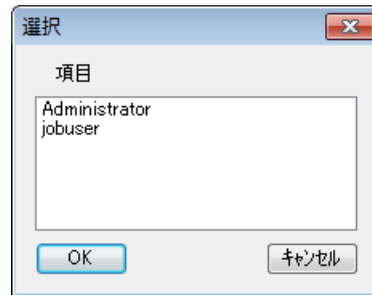 選択
項目
Administrator
jobuser
OK
ｷｬﾝｾﾙ